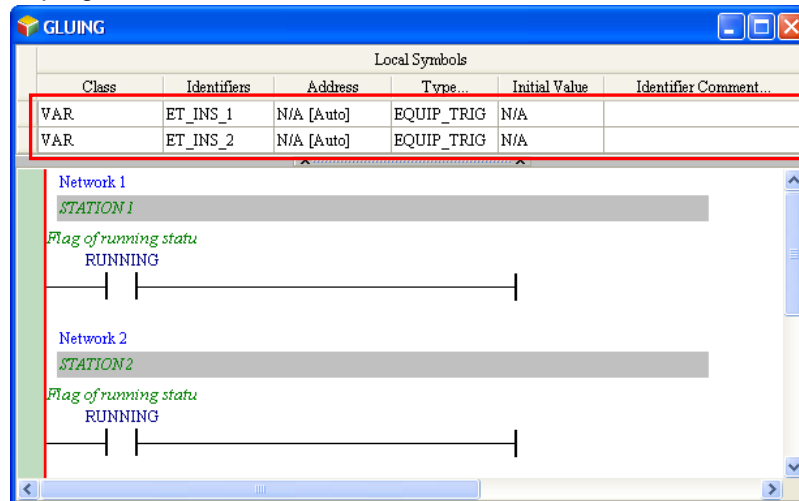 GLUING
Local Symbols
Class Identifiers Address Type... Initial Value Identifier Comment...
VAR ET_INS_1 N/A [Auto] EQUIP_TRIG N/A
VAR ET_INS_2 N/A [Auto] EQUIP_TRIG N/A
Network 1
STATION 1
Flag of running statu
RUNNING
Network 2
STATION 2
Flag of running statu
RUNNING